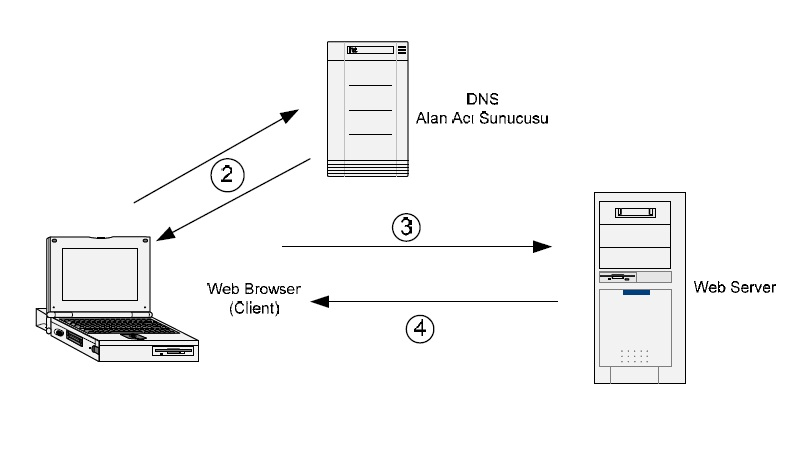 DNS
Alan Acı Sunucusu
2
3
Web Browser
(Client)
Web Server
4